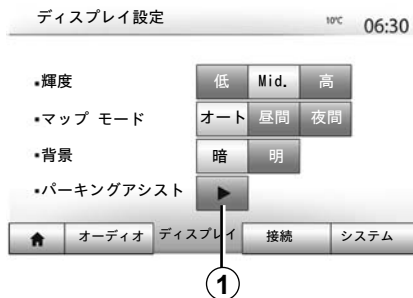 ディスプレイ設定 10℃ 06:30
▪輝度 低 Mid. 高
▪マップ モード オート 昼間 夜間
▪背景 暗 明
▪パーキングアシスト
オーディオ ディスプレイ 接続 システム
1